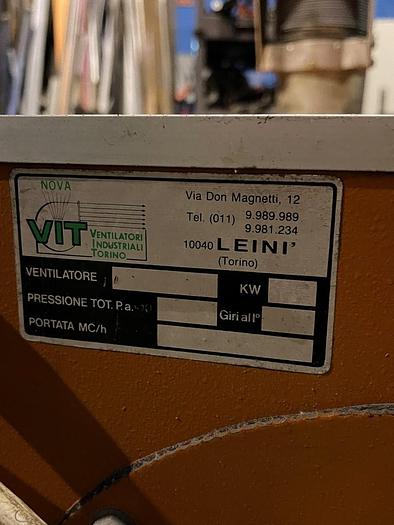 NOVA
VIT
VENTILATORI
INDUSTRIALI
TORINO
Via Don Magnetti, 12
Tel. (011) 9.989.989
9.981.234
10040 LEINI'
(Torino)
VENTILATORE
KW
PRESSIONE TOT. P.a.
Giri al 1°
PORTATA MC/h